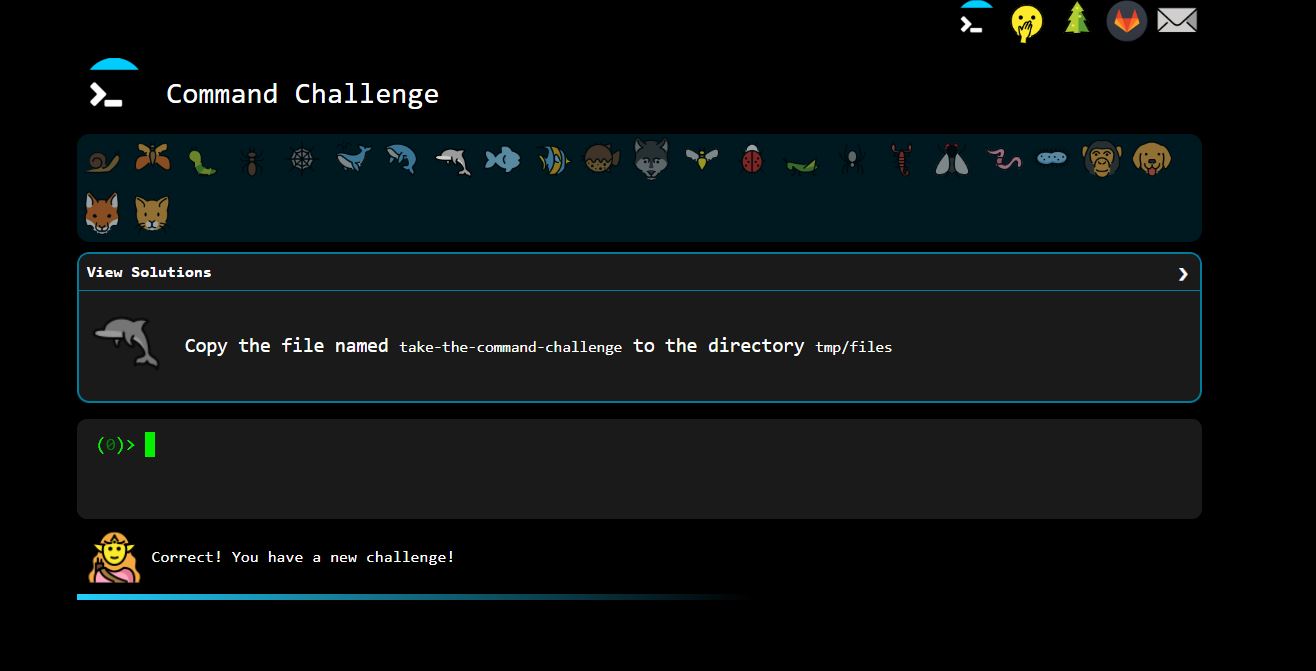 Command Challenge
View Solutions
Copy the file named take-the-command-challenge to the directory tmp/files
(0)>
Correct! You have a new challenge!